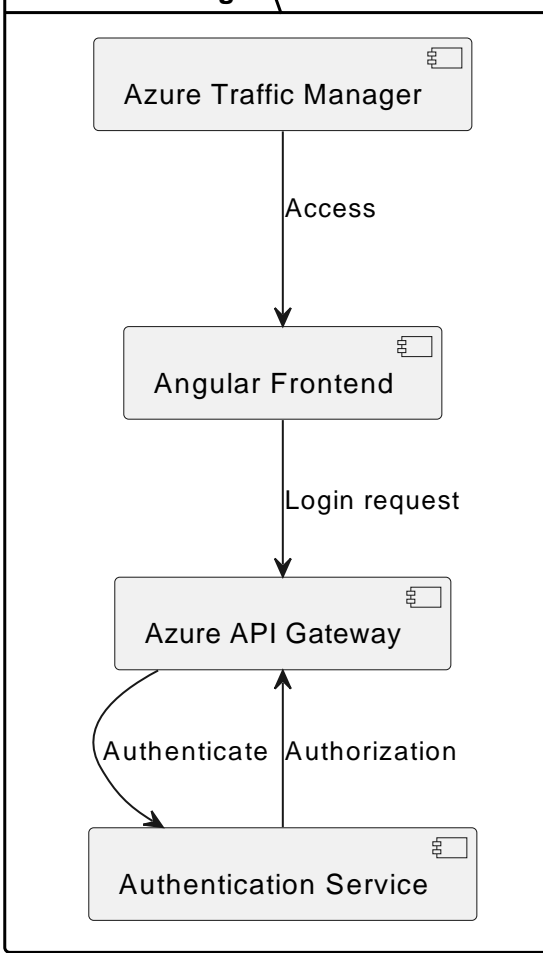 Azure Traffic Manager
Access
Angular Frontend
Login request
Azure API Gateway
Authenticate Authorization
Authentication Service